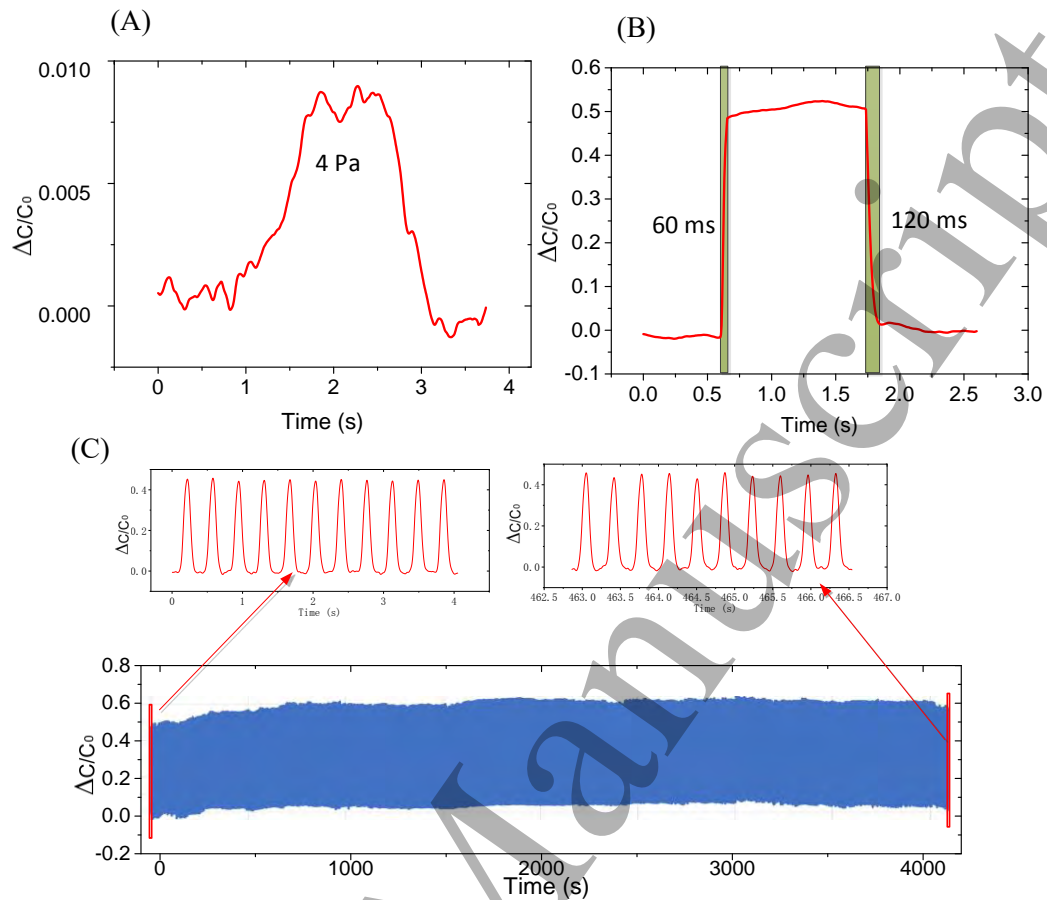 (A)
0.010
0.005
0.000
ΔC/C₀
4 Pa
0 1 2 3 4
Time (s)
(B)
0.6
0.5
0.4
0.3
0.2
0.1
0.0
-0.1
ΔC/C₀
60 ms
120 ms
0.0 0.5 1.0 1.5 2.0 2.5 3.0
Time (s)
(C)
0.4
0.2
0.0
ΔC/C₀
0 1 2 3 4
Time (s)
0.4
0.2
0.0
ΔC/C₀
462.5 463.0 463.5 464.0 464.5 465.0 465.5 466.0 466.5 467.0
Time (s)
0.8
0.6
0.4
0.2
0.0
-0.2
ΔC/C₀
0 1000 2000 3000 4000
Time (s)
Manuscript